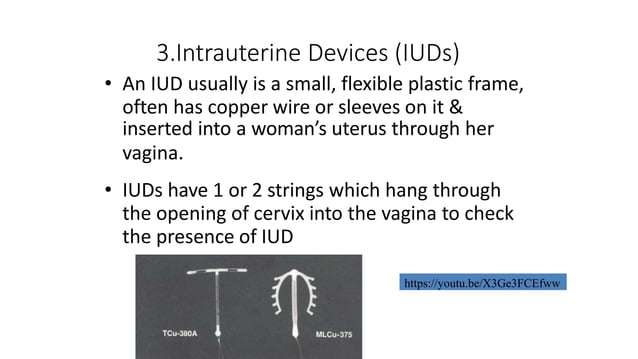 3.Intrauterine Devices (IUDs)
• An IUD usually is a small, flexible plastic frame,
often has copper wire or sleeves on it &
inserted into a woman’s uterus through her
vagina.
• IUDs have 1 or 2 strings which hang through
the opening of cervix into the vagina to check
the presence of IUD
https://youtu.be/X3Ge3FCEfww
TCu-380A
MLCu-375